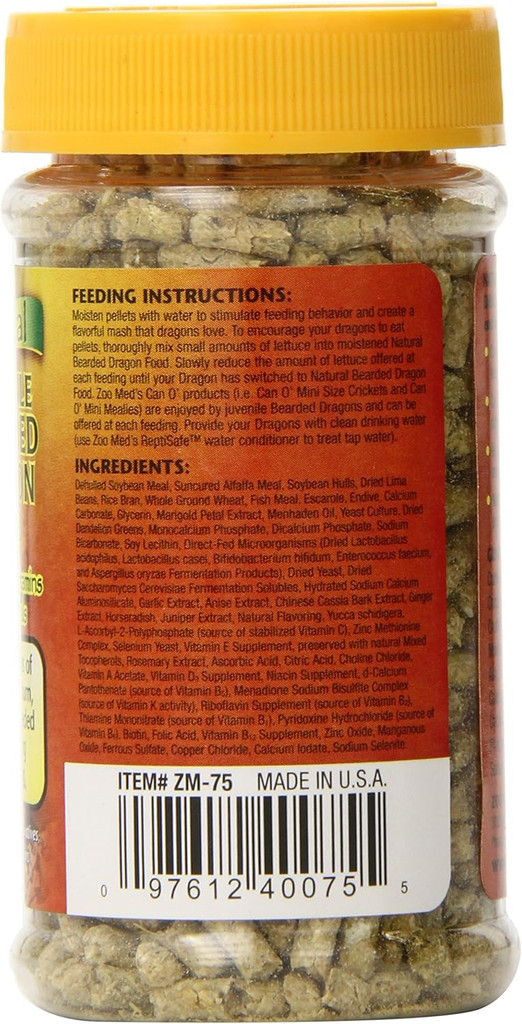 al
LE
D
N
FEEDING INSTRUCTIONS:
Moisten pellets with water to stimulate feeding behavior and create a
flavorful mash that dragons love. To encourage your dragons to eat
pellets, thoroughly mix small amounts of lettuce into moistened Natural
Bearded Dragon Food. Slowly reduce the amount of lettuce offered at
each feeding until your Dragon has switched to Natural Bearded Dragon
Food. Zoo Med's Can O' products (i.e. Can O' Mini Size Crickets and Can
O' Mini Mealies) are enjoyed by juvenile Bearded Dragons and can be
offered at each feeding. Provide your Dragons with clean drinking water
(use Zoo Med's ReptiSafe™ water conditioner to treat tap water).
INGREDIENTS:
Dehulled Soybean Meal, Suncured Alfalfa Meal, Soybean Hulls, Dried Lima
Beans, Rice Bran, Whole Ground Wheat, Fish Meal, Escarole, Endive, Calcium
Carbonate, Glycerin, Marigold Petal Extract, Menhaden Oil, Yeast Culture, Dried
Dandelion Greens, Monocalcium Phosphate, Dicalcium Phosphate, Sodium
Bicarbonate, Soy Lecithin, Direct-Fed Microorganisms (Dried Lactobacillus
acidophilus, Lactobacillus casei, Bifidobacterium bifidum, Enterococcus faecium,
and Aspergillus oryzae Fermentation Products), Dried Yeast, Dried
Saccharomyces Cerevisiae Fermentation Solubles, Hydrated Sodium Calcium
Aluminosilicate, Garlic Extract, Anise Extract, Chinese Cassia Bark Extract, Ginger
Extract, Horseradish, Juniper Extract, Natural Flavoring, Yucca schidigera,
L-Ascorbyl-2-Polyphosphate (source of stabilized Vitamin C), Zinc Methionine
Complex, Selenium Yeast, Vitamin E Supplement, preserved with natural Mixed
Tocopherols, Rosemary Extract, Ascorbic Acid, Citric Acid, Choline Chloride,
Vitamin A Acetate, Vitamin D₃ Supplement, Niacin Supplement, d-Calcium
Pantothenate (source of Vitamin B₅), Menadione Sodium Bisulfite Complex
(source of Vitamin K activity), Riboflavin Supplement (source of Vitamin B₂),
Thiamine Mononitrate (source of Vitamin B₁), Pyridoxine Hydrochloride (source of
Vitamin B₆), Biotin, Folic Acid, Vitamin B₁₂ Supplement, Zinc Oxide, Manganous
Oxide, Ferrous Sulfate, Copper Chloride, Calcium Iodate, Sodium Selenite.
ITEM# ZM-75 MADE IN U.S.A.
0 97612 40075 5